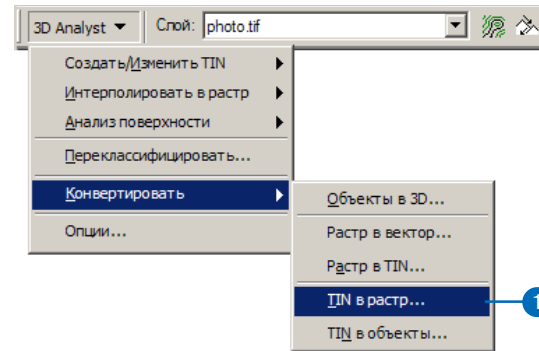 3D Analyst Слой: photo.tif
Создать/Изменить TIN
Интерполировать в растр
Анализ поверхности
Переклассифицировать...
Конвертировать
Опции...
Объекты в 3D...
Растр в вектор...
Растр в TIN...
TIN в растр...
TIN в объекты...
1